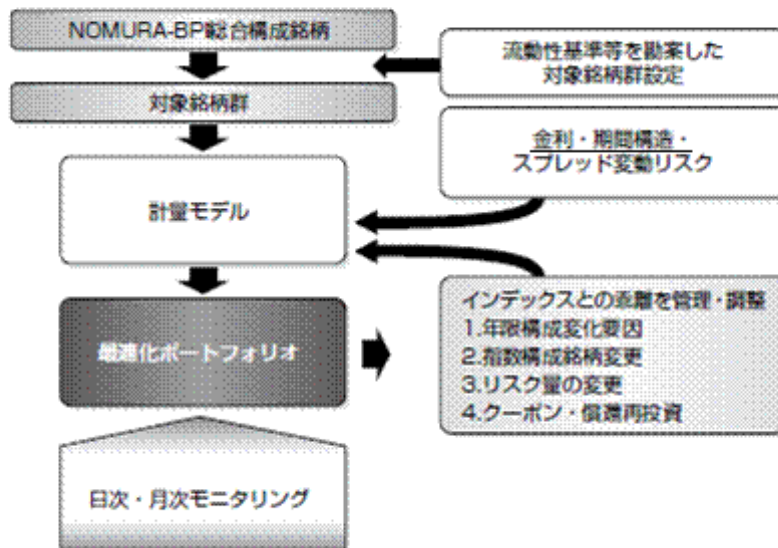 NOMURA-BPI総合構成銘柄
流動性基準等を勘案した
対象銘柄群設定
対象銘柄群
金利・期間構造・
スプレッド変動リスク
計量モデル
インデックスとの乖離を管理・調整
1.年限構成変化要因
2.指数構成銘柄変更
3.リスク量の変更
4.クーポン・償還再投資
最適化ポートフォリオ
日次・月次モニタリング